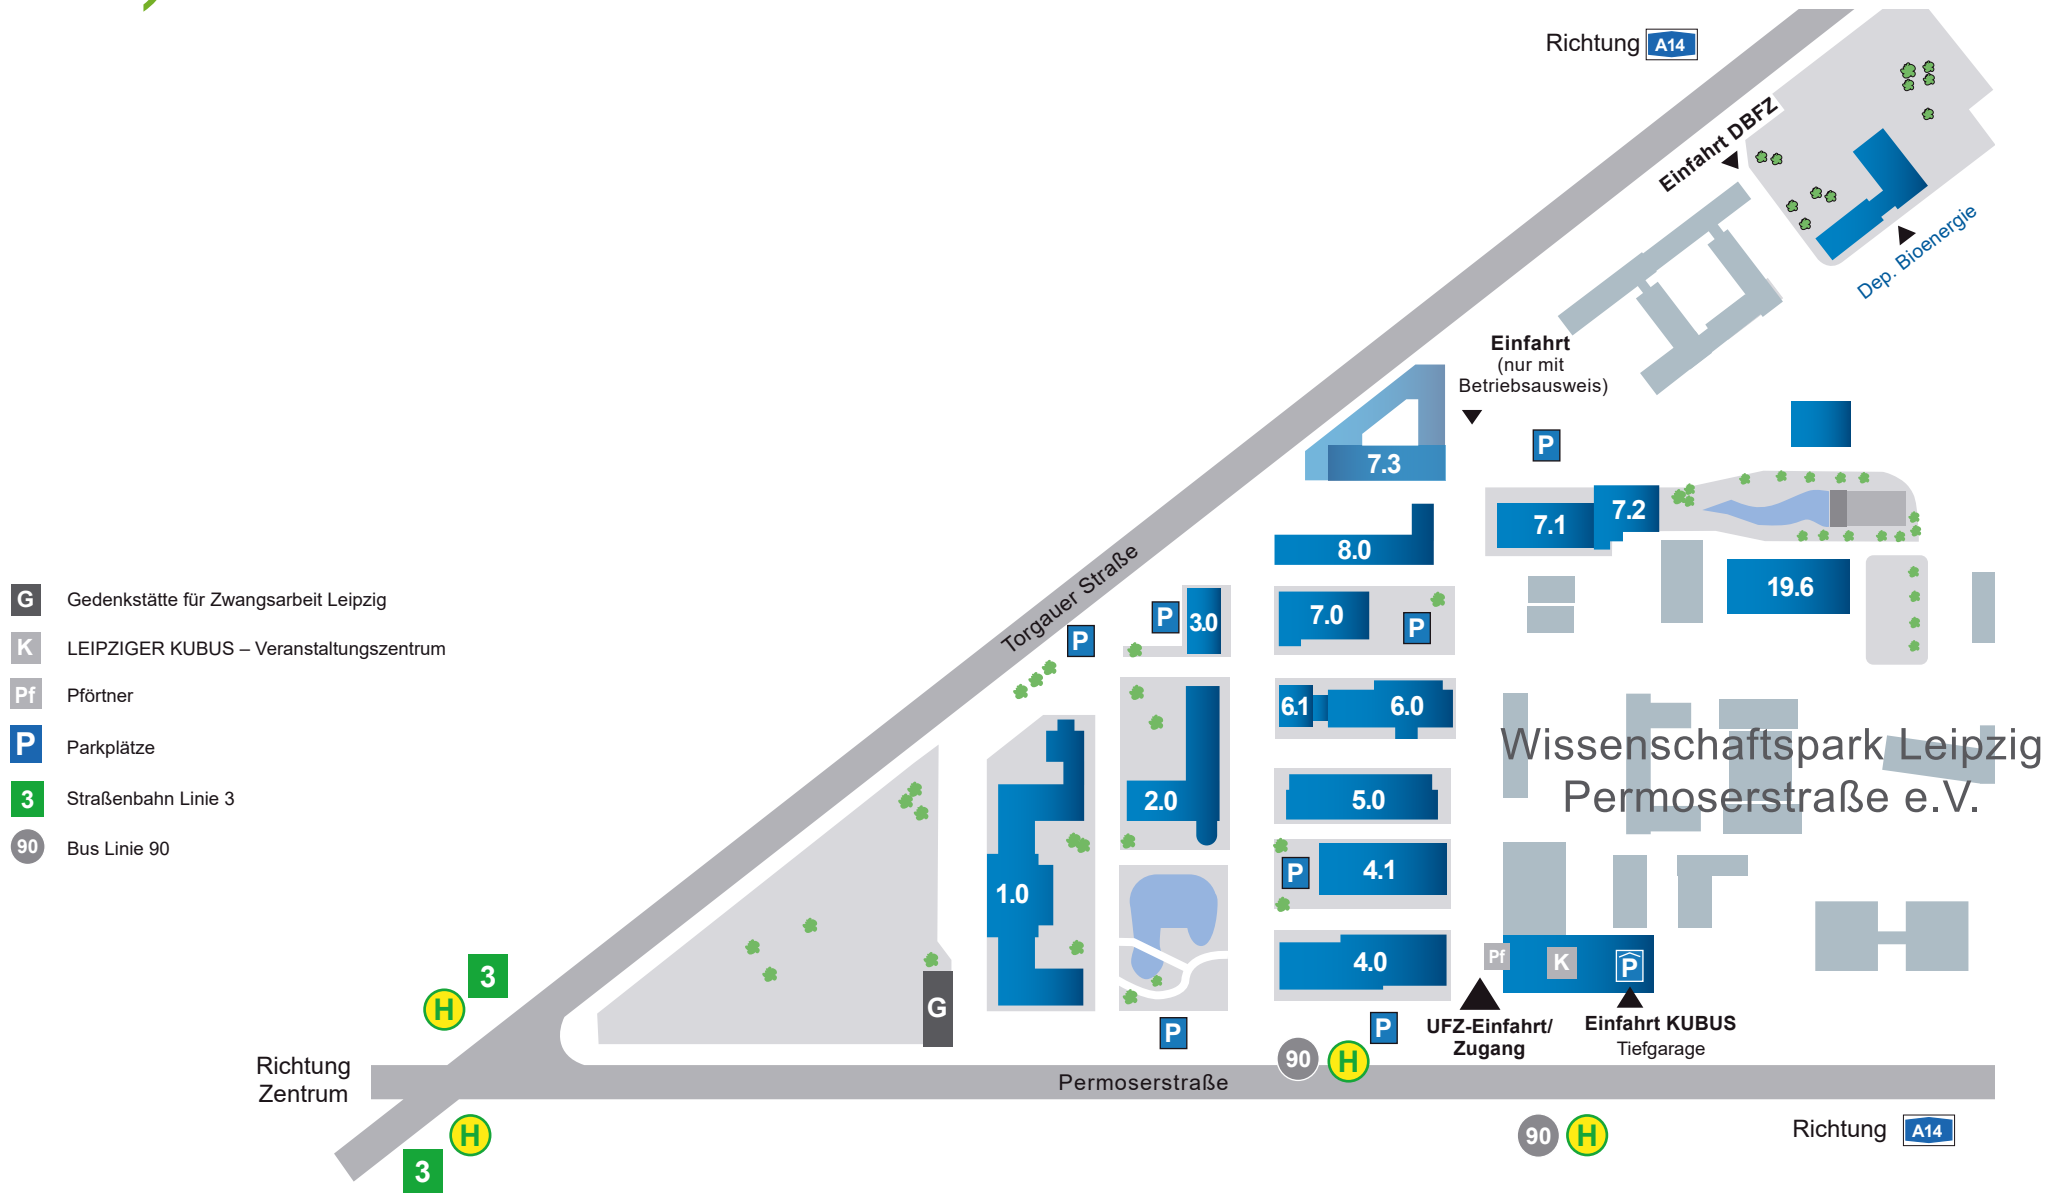 Richtung A14
Einfahrt DBFZ
Dep. Bioenergie
Einfahrt
(nur mit
Betriebsausweis)
P
7.3
7.1
7.2
8.0
19.6
Torgauer Straße
P
P
3.0
7.0
P
6.1
6.0
2.0
5.0
1.0
P
4.1
4.0
Wissenschaftspark Leipzig
Permoserstraße e.V.
Pf
K
P
G
P
P
UFZ-Einfahrt/
Zugang
Einfahrt KUBUS
Tiefgarage
G Gedenkstätte für Zwangsarbeit Leipzig
K LEIPZIGER KUBUS – Veranstaltungszentrum
Pf Pförtner
P Parkplätze
3 Straßenbahn Linie 3
90 Bus Linie 90
3
H
Richtung
Zentrum
90
H
Permoserstraße
H
3
90
H
Richtung A14